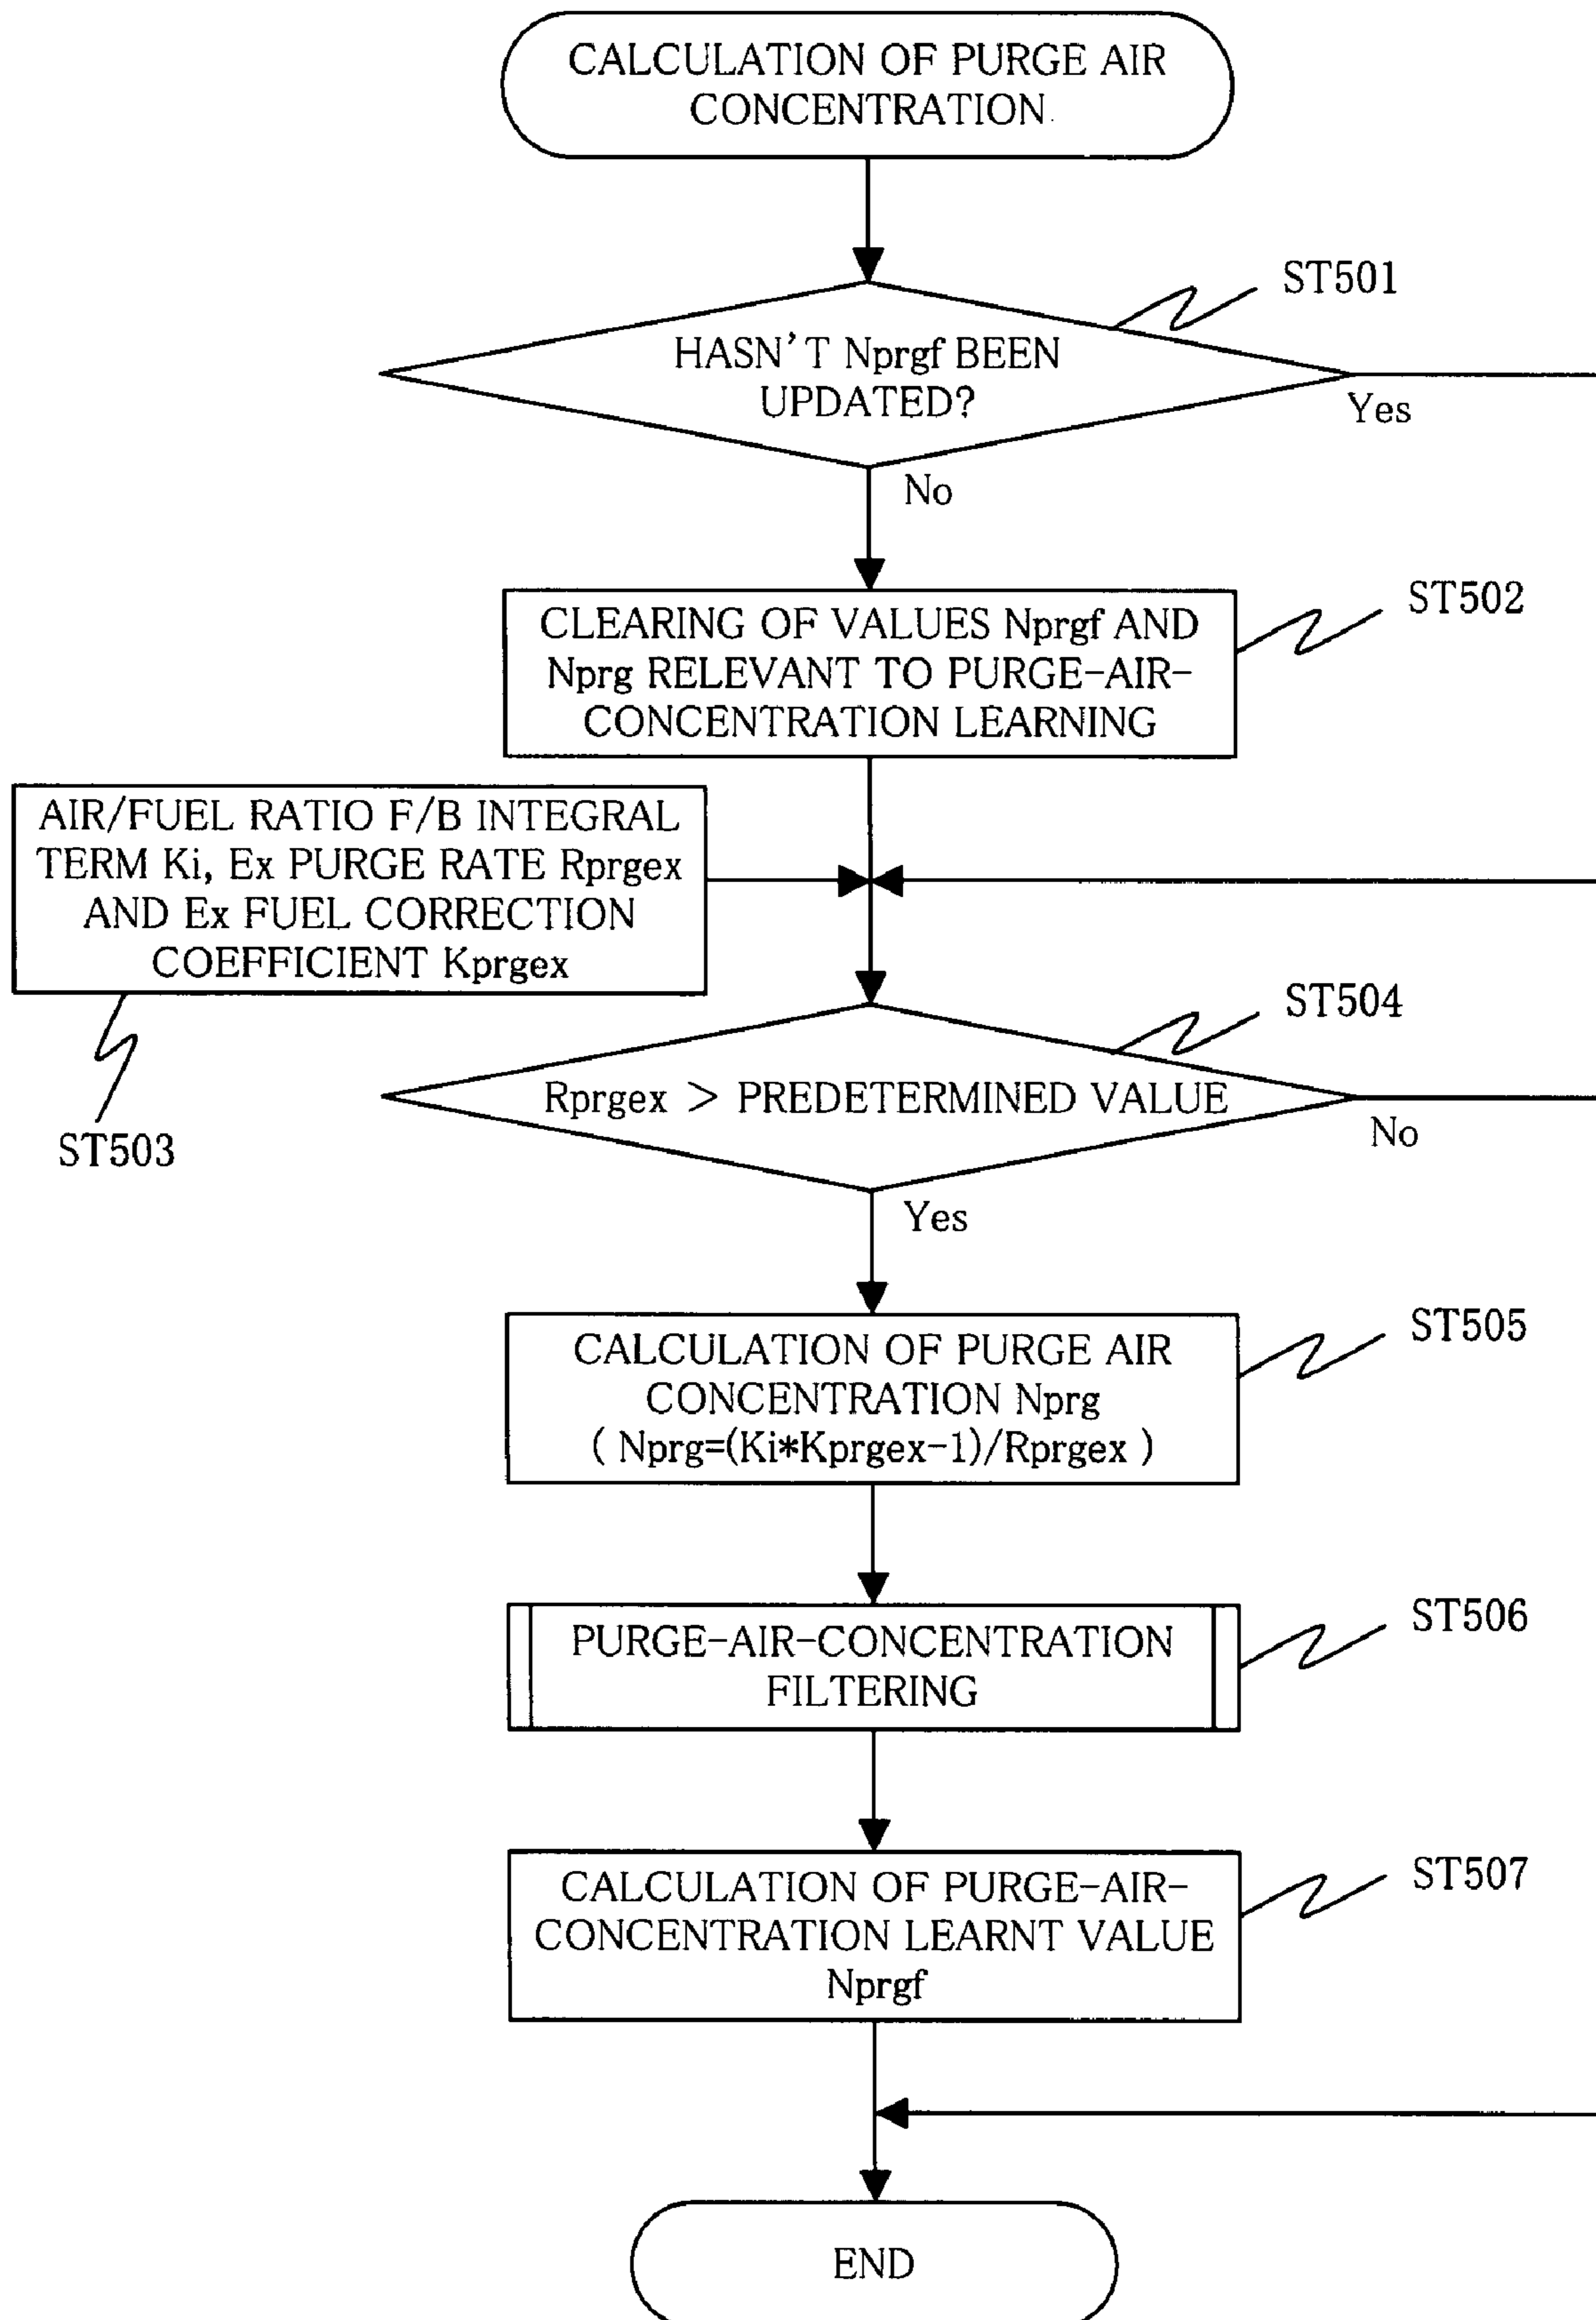 CALCULATION OF PURGE AIR
CONCENTRATION
ST501
HASN'T Nprgf BEEN
UPDATED?
Yes
No
ST502
CLEARING OF VALUES Nprgf AND
Nprg RELEVANT TO PURGE-AIR-
CONCENTRATION LEARNING
AIR/FUEL RATIO F/B INTEGRAL
TERM Ki, Ex PURGE RATE Rprgex
AND Ex FUEL CORRECTION
COEFFICIENT Kprgex
ST503
ST504
Rprgex > PREDETERMINED VALUE
No
Yes
ST505
CALCULATION OF PURGE AIR
CONCENTRATION Nprg
( Nprg=(Ki*Kprgex-1)/Rprgex )
ST506
PURGE-AIR-CONCENTRATION
FILTERING
ST507
CALCULATION OF PURGE-AIR-
CONCENTRATION LEARNT VALUE
Nprgf
END